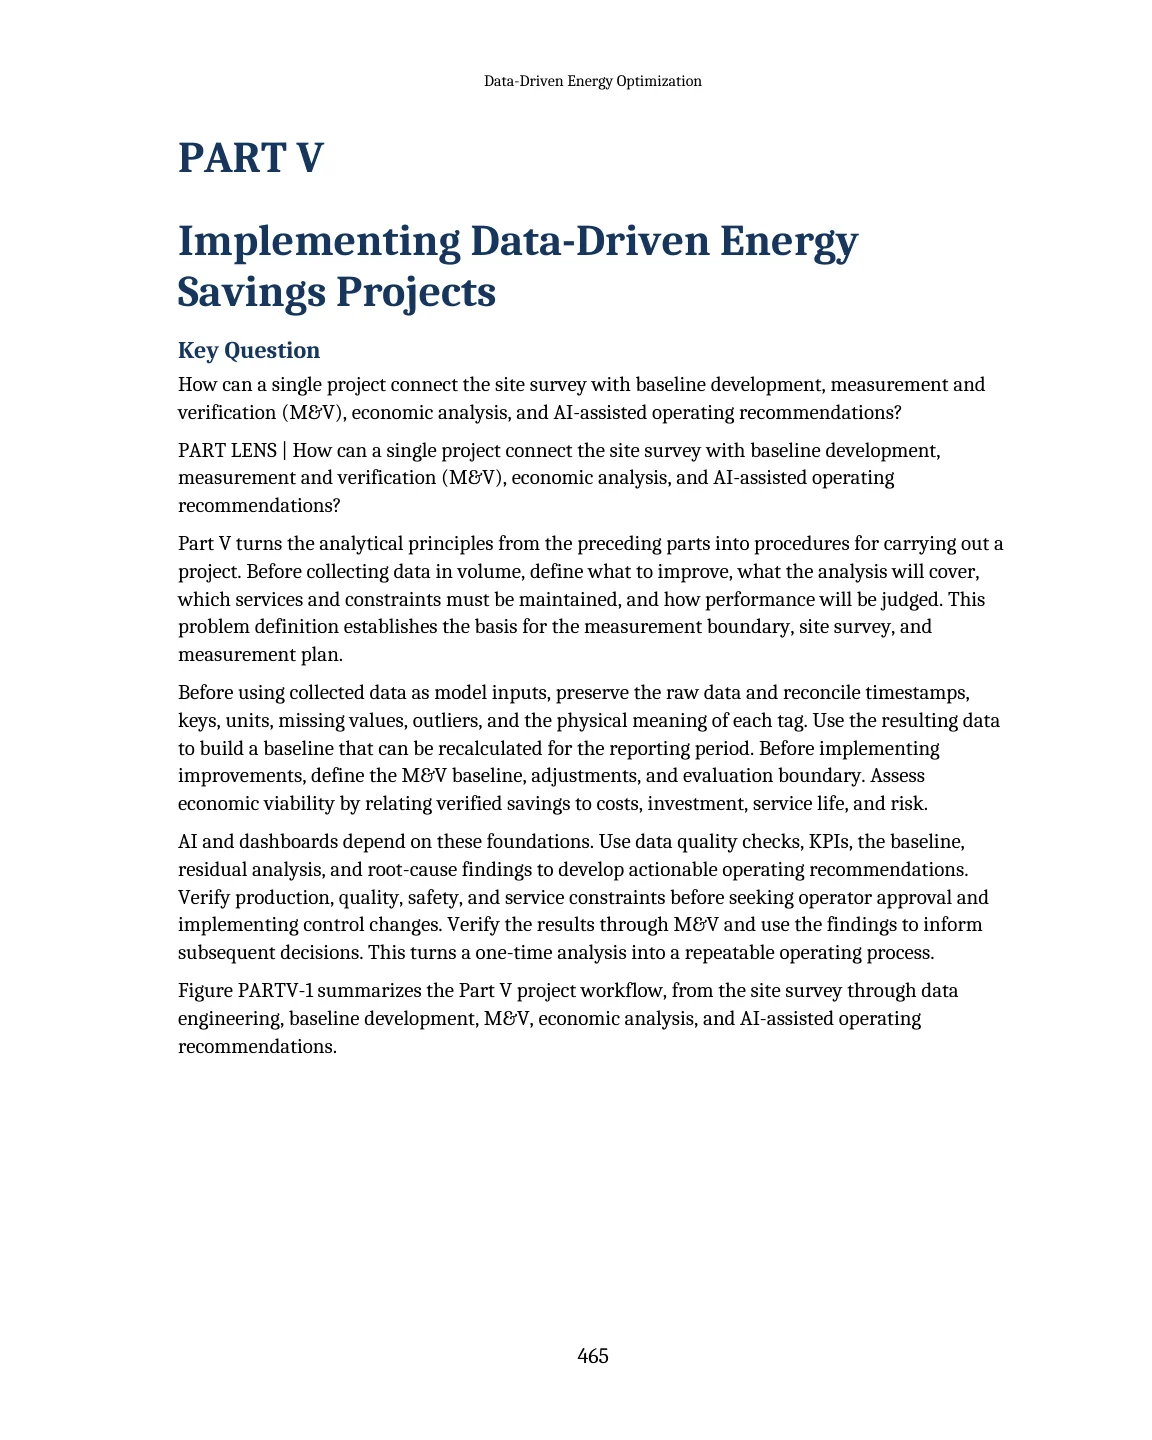 Data-Driven Energy Optimization
PART V
Implementing Data-Driven Energy
Savings Projects
Key Question
How can a single project connect the site survey with baseline development, measurement and
verification (M&V), economic analysis, and AI-assisted operating recommendations?
PART LENS | How can a single project connect the site survey with baseline development,
measurement and verification (M&V), economic analysis, and AI-assisted operating
recommendations?
Part V turns the analytical principles from the preceding parts into procedures for carrying out a
project. Before collecting data in volume, define what to improve, what the analysis will cover,
which services and constraints must be maintained, and how performance will be judged. This
problem definition establishes the basis for the measurement boundary, site survey, and
measurement plan.
Before using collected data as model inputs, preserve the raw data and reconcile timestamps,
keys, units, missing values, outliers, and the physical meaning of each tag. Use the resulting data
to build a baseline that can be recalculated for the reporting period. Before implementing
improvements, define the M&V baseline, adjustments, and evaluation boundary. Assess
economic viability by relating verified savings to costs, investment, service life, and risk.
AI and dashboards depend on these foundations. Use data quality checks, KPIs, the baseline,
residual analysis, and root-cause findings to develop actionable operating recommendations.
Verify production, quality, safety, and service constraints before seeking operator approval and
implementing control changes. Verify the results through M&V and use the findings to inform
subsequent decisions. This turns a one-time analysis into a repeatable operating process.
Figure PARTV-1 summarizes the Part V project workflow, from the site survey through data
engineering, baseline development, M&V, economic analysis, and AI-assisted operating
recommendations.
465